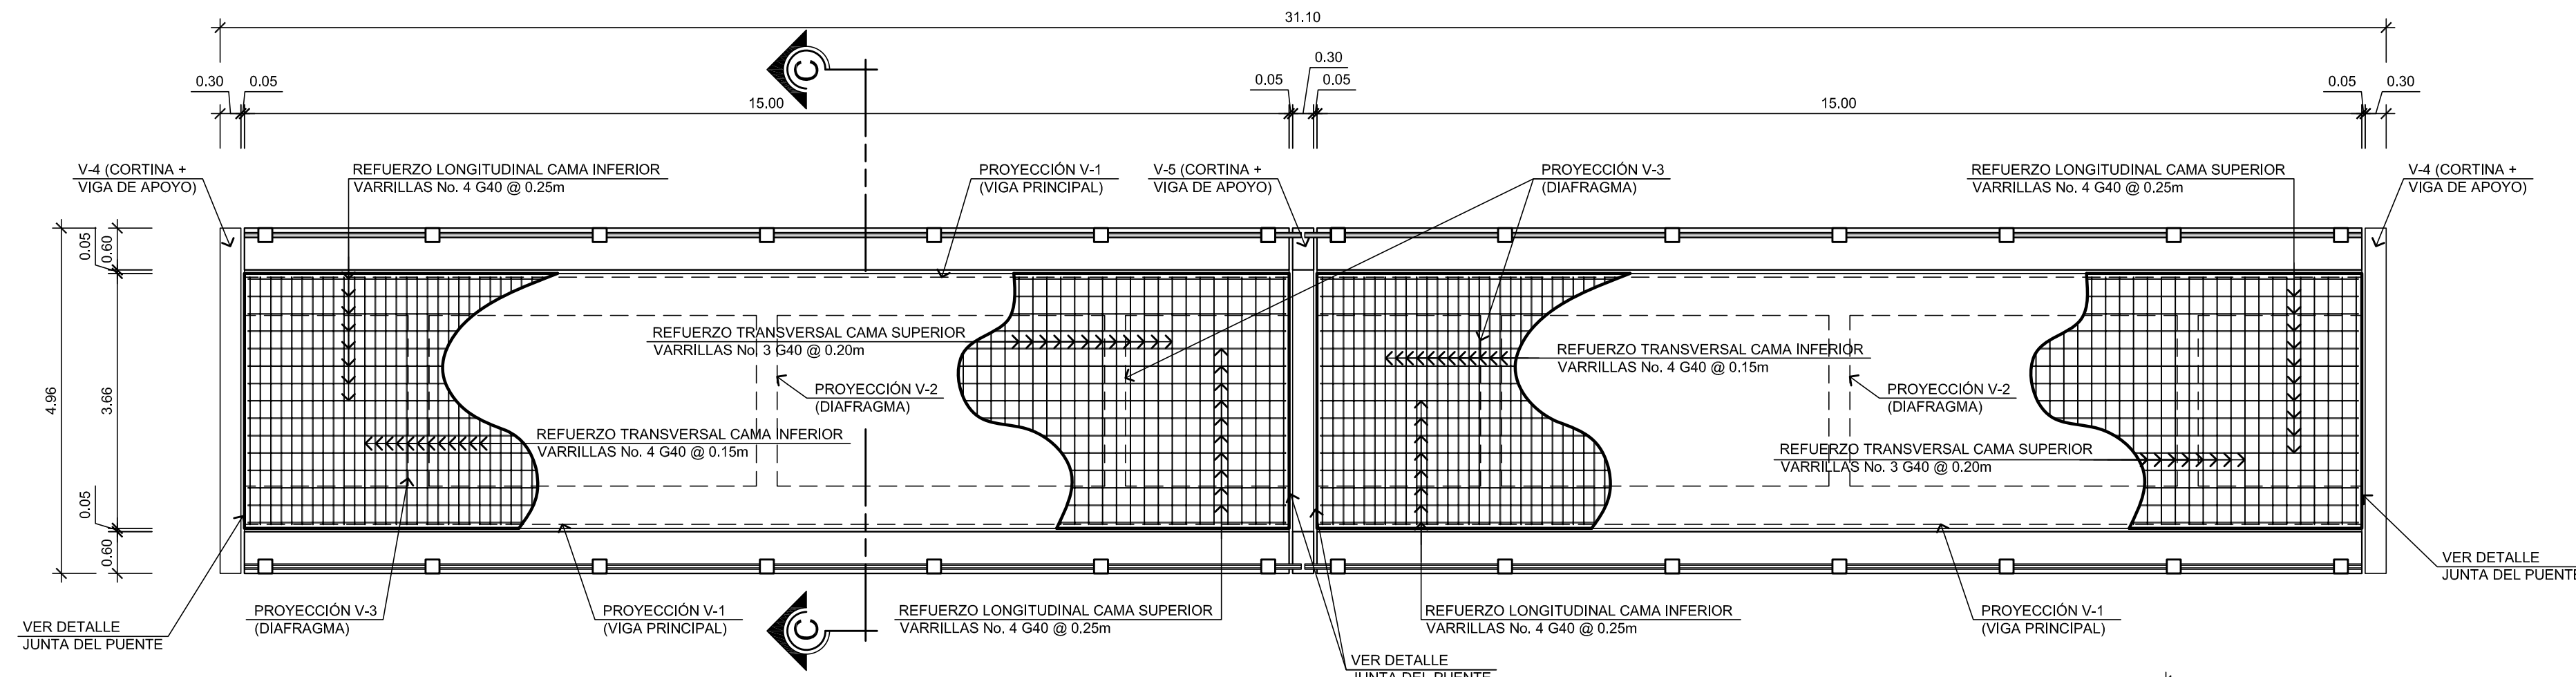 31.10
0.30
0.30 0.05
0.05 0.05
0.05 0.30
15.00
15.00
C
V-4 (CORTINA +
VIGA DE APOYO)
REFUERZO LONGITUDINAL CAMA INFERIOR
VARRILLAS No. 4 G40 @ 0.25m
PROYECCIÓN V-1
(VIGA PRINCIPAL)
V-5 (CORTINA +
VIGA DE APOYO)
PROYECCIÓN V-3
(DIAFRAGMA)
REFUERZO LONGITUDINAL CAMA SUPERIOR
VARRILLAS No. 4 G40 @ 0.25m
V-4 (CORTINA +
VIGA DE APOYO)
0.05
0.60
4.96
3.66
0.05
0.60
REFUERZO TRANSVERSAL CAMA SUPERIOR
VARRILLAS No. 3 G40 @ 0.20m
PROYECCIÓN V-2
(DIAFRAGMA)
REFUERZO TRANSVERSAL CAMA INFERIOR
VARRILLAS No. 4 G40 @ 0.15m
REFUERZO TRANSVERSAL CAMA INFERIOR
VARRILLAS No. 4 G40 @ 0.15m
PROYECCIÓN V-2
(DIAFRAGMA)
REFUERZO TRANSVERSAL CAMA SUPERIOR
VARRILLAS No. 3 G40 @ 0.20m
VER DETALLE
JUNTA DEL PUENTE
PROYECCIÓN V-3
(DIAFRAGMA)
PROYECCIÓN V-1
(VIGA PRINCIPAL)
C
REFUERZO LONGITUDINAL CAMA SUPERIOR
VARRILLAS No. 4 G40 @ 0.25m
VER DETALLE
JUNTA DEL PUENTE
REFUERZO LONGITUDINAL CAMA INFERIOR
VARRILLAS No. 4 G40 @ 0.25m
PROYECCIÓN V-1
(VIGA PRINCIPAL)
VER DETALLE
JUNTA DEL PUENTE